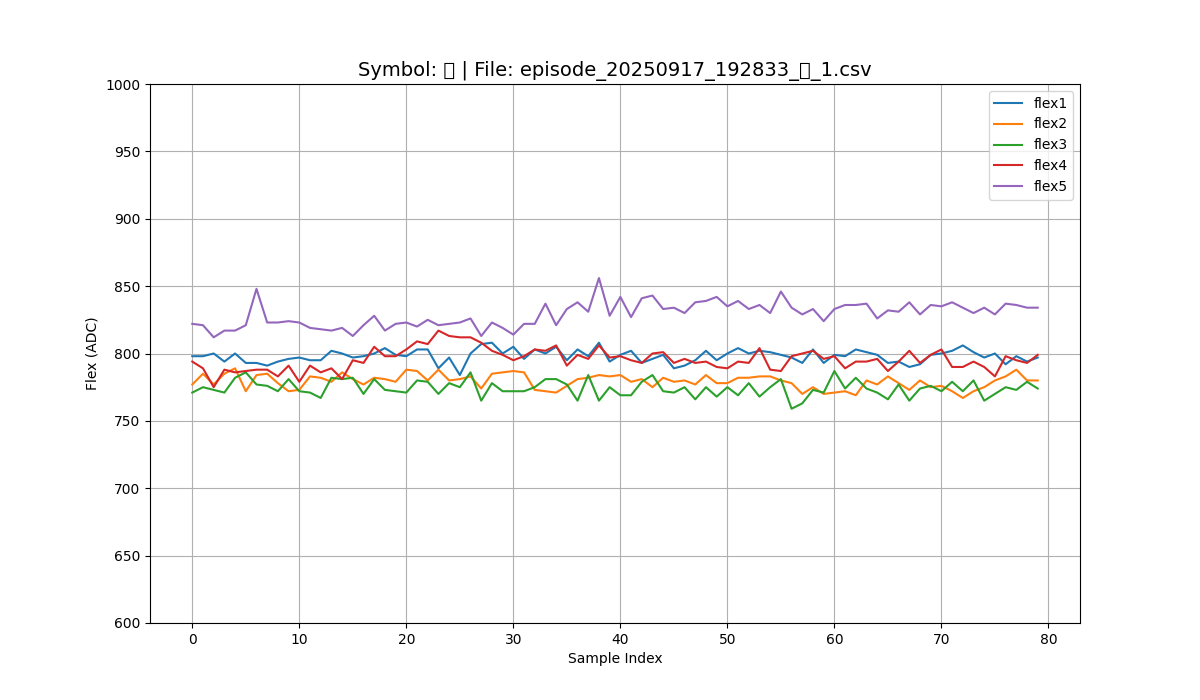 Symbol: | File: episode_20250917_192833_ _1.csv
1000
950
900
850
800
750
700
650
600
Flex (ADC)
flex1
flex2
flex3
flex4
flex5
0 10 20 30 40 50 60 70 80
Sample Index